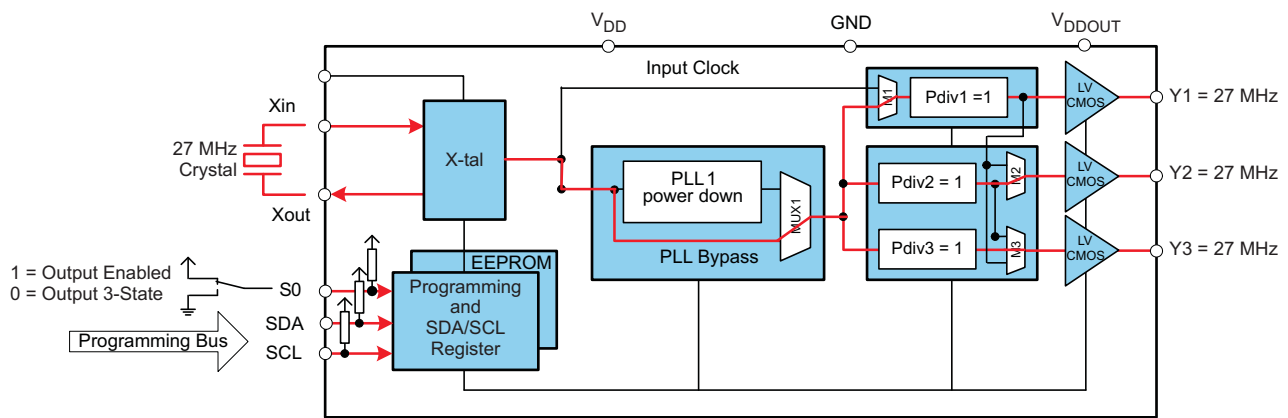 VDD
GND
VDDOUT
Input Clock
Xin
27 MHz
Crystal
Xout
X-tal
M1
Pdiv1 =1
LV
CMOS
Y1 = 27 MHz
PLL1
power down
MUX1
PLL Bypass
Pdiv2 = 1
M2
LV
CMOS
Y2 = 27 MHz
Pdiv3 = 1
M3
LV
CMOS
Y3 = 27 MHz
1 = Output Enabled
0 = Output 3-State
S0
SDA
SCL
Programming Bus
EEPROM
Programming
and
SDA/SCL
Register